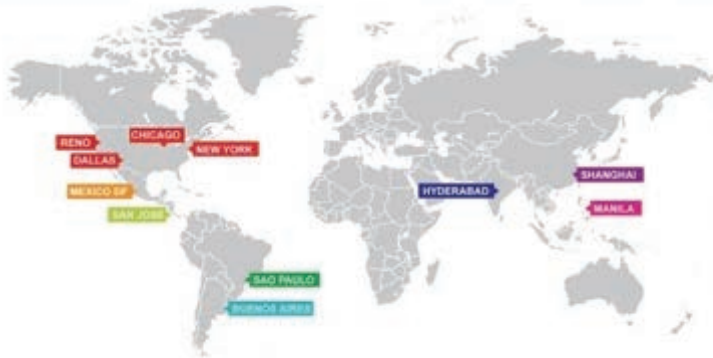 CHICAGO
RENO
NEW YORK
DALLAS
SHANGHAI
MEXICO DF
HYDERABAD
MANILA
SAN JOSE
SAO PAULO
BUENOS AIRES